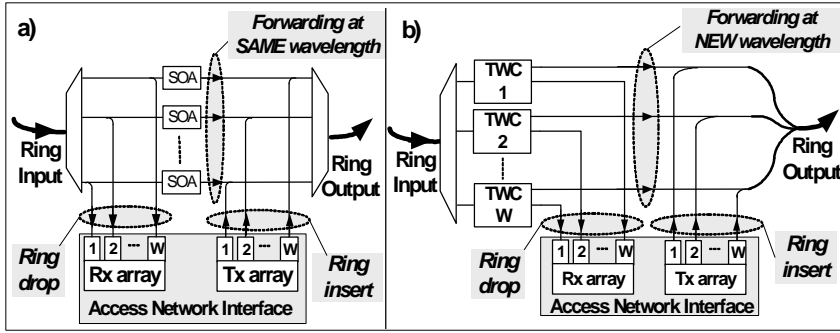 a)
Forwarding at
SAME wavelength
SOA
SOA
SOA
Ring
Input
Ring
Output
Ring
drop
1 2 --- W
Rx array
1 2 --- W
Tx array
Ring
insert
Access Network Interface
b)
Forwarding at
NEW wavelength
TWC
1
TWC
2
TWC
W
Ring
Input
Ring
Output
Ring
drop
1 2 --- W
Rx array
1 2 --- W
Tx array
Ring
insert
Access Network Interface